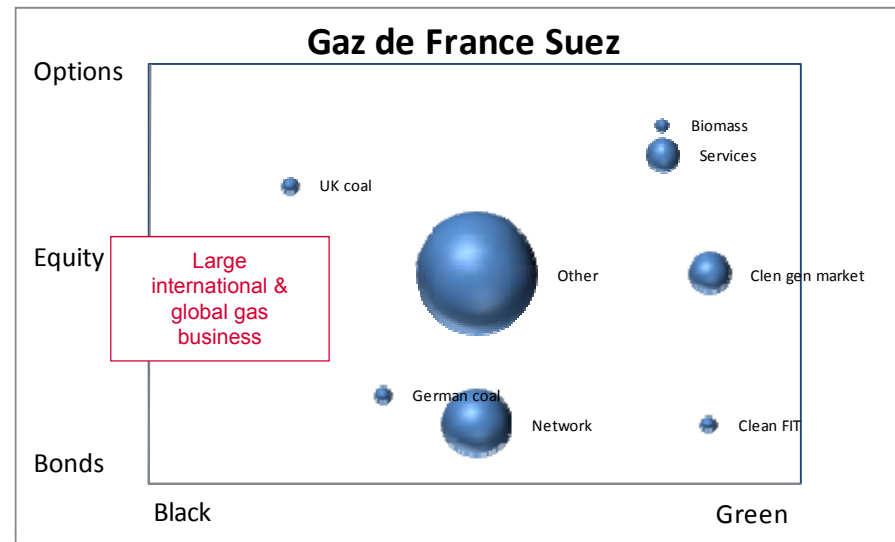 Gaz de France Suez
Options
Biomass
Services
UK coal
Equity
Large
international &
global gas
business
Other
Clen gen market
German coal
Network
Clean FIT
Bonds
Black
Green